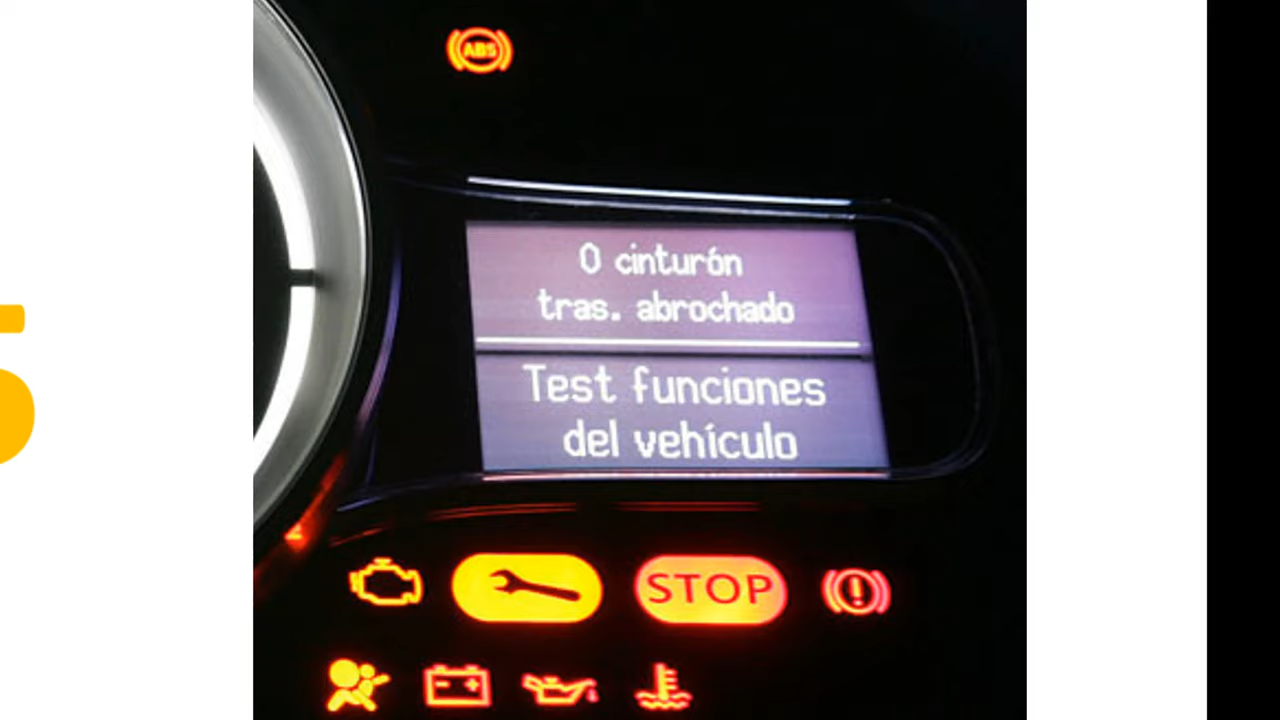 ABS
0 cinturón
tras. abrochado
Test funciones
del vehículo
STOP